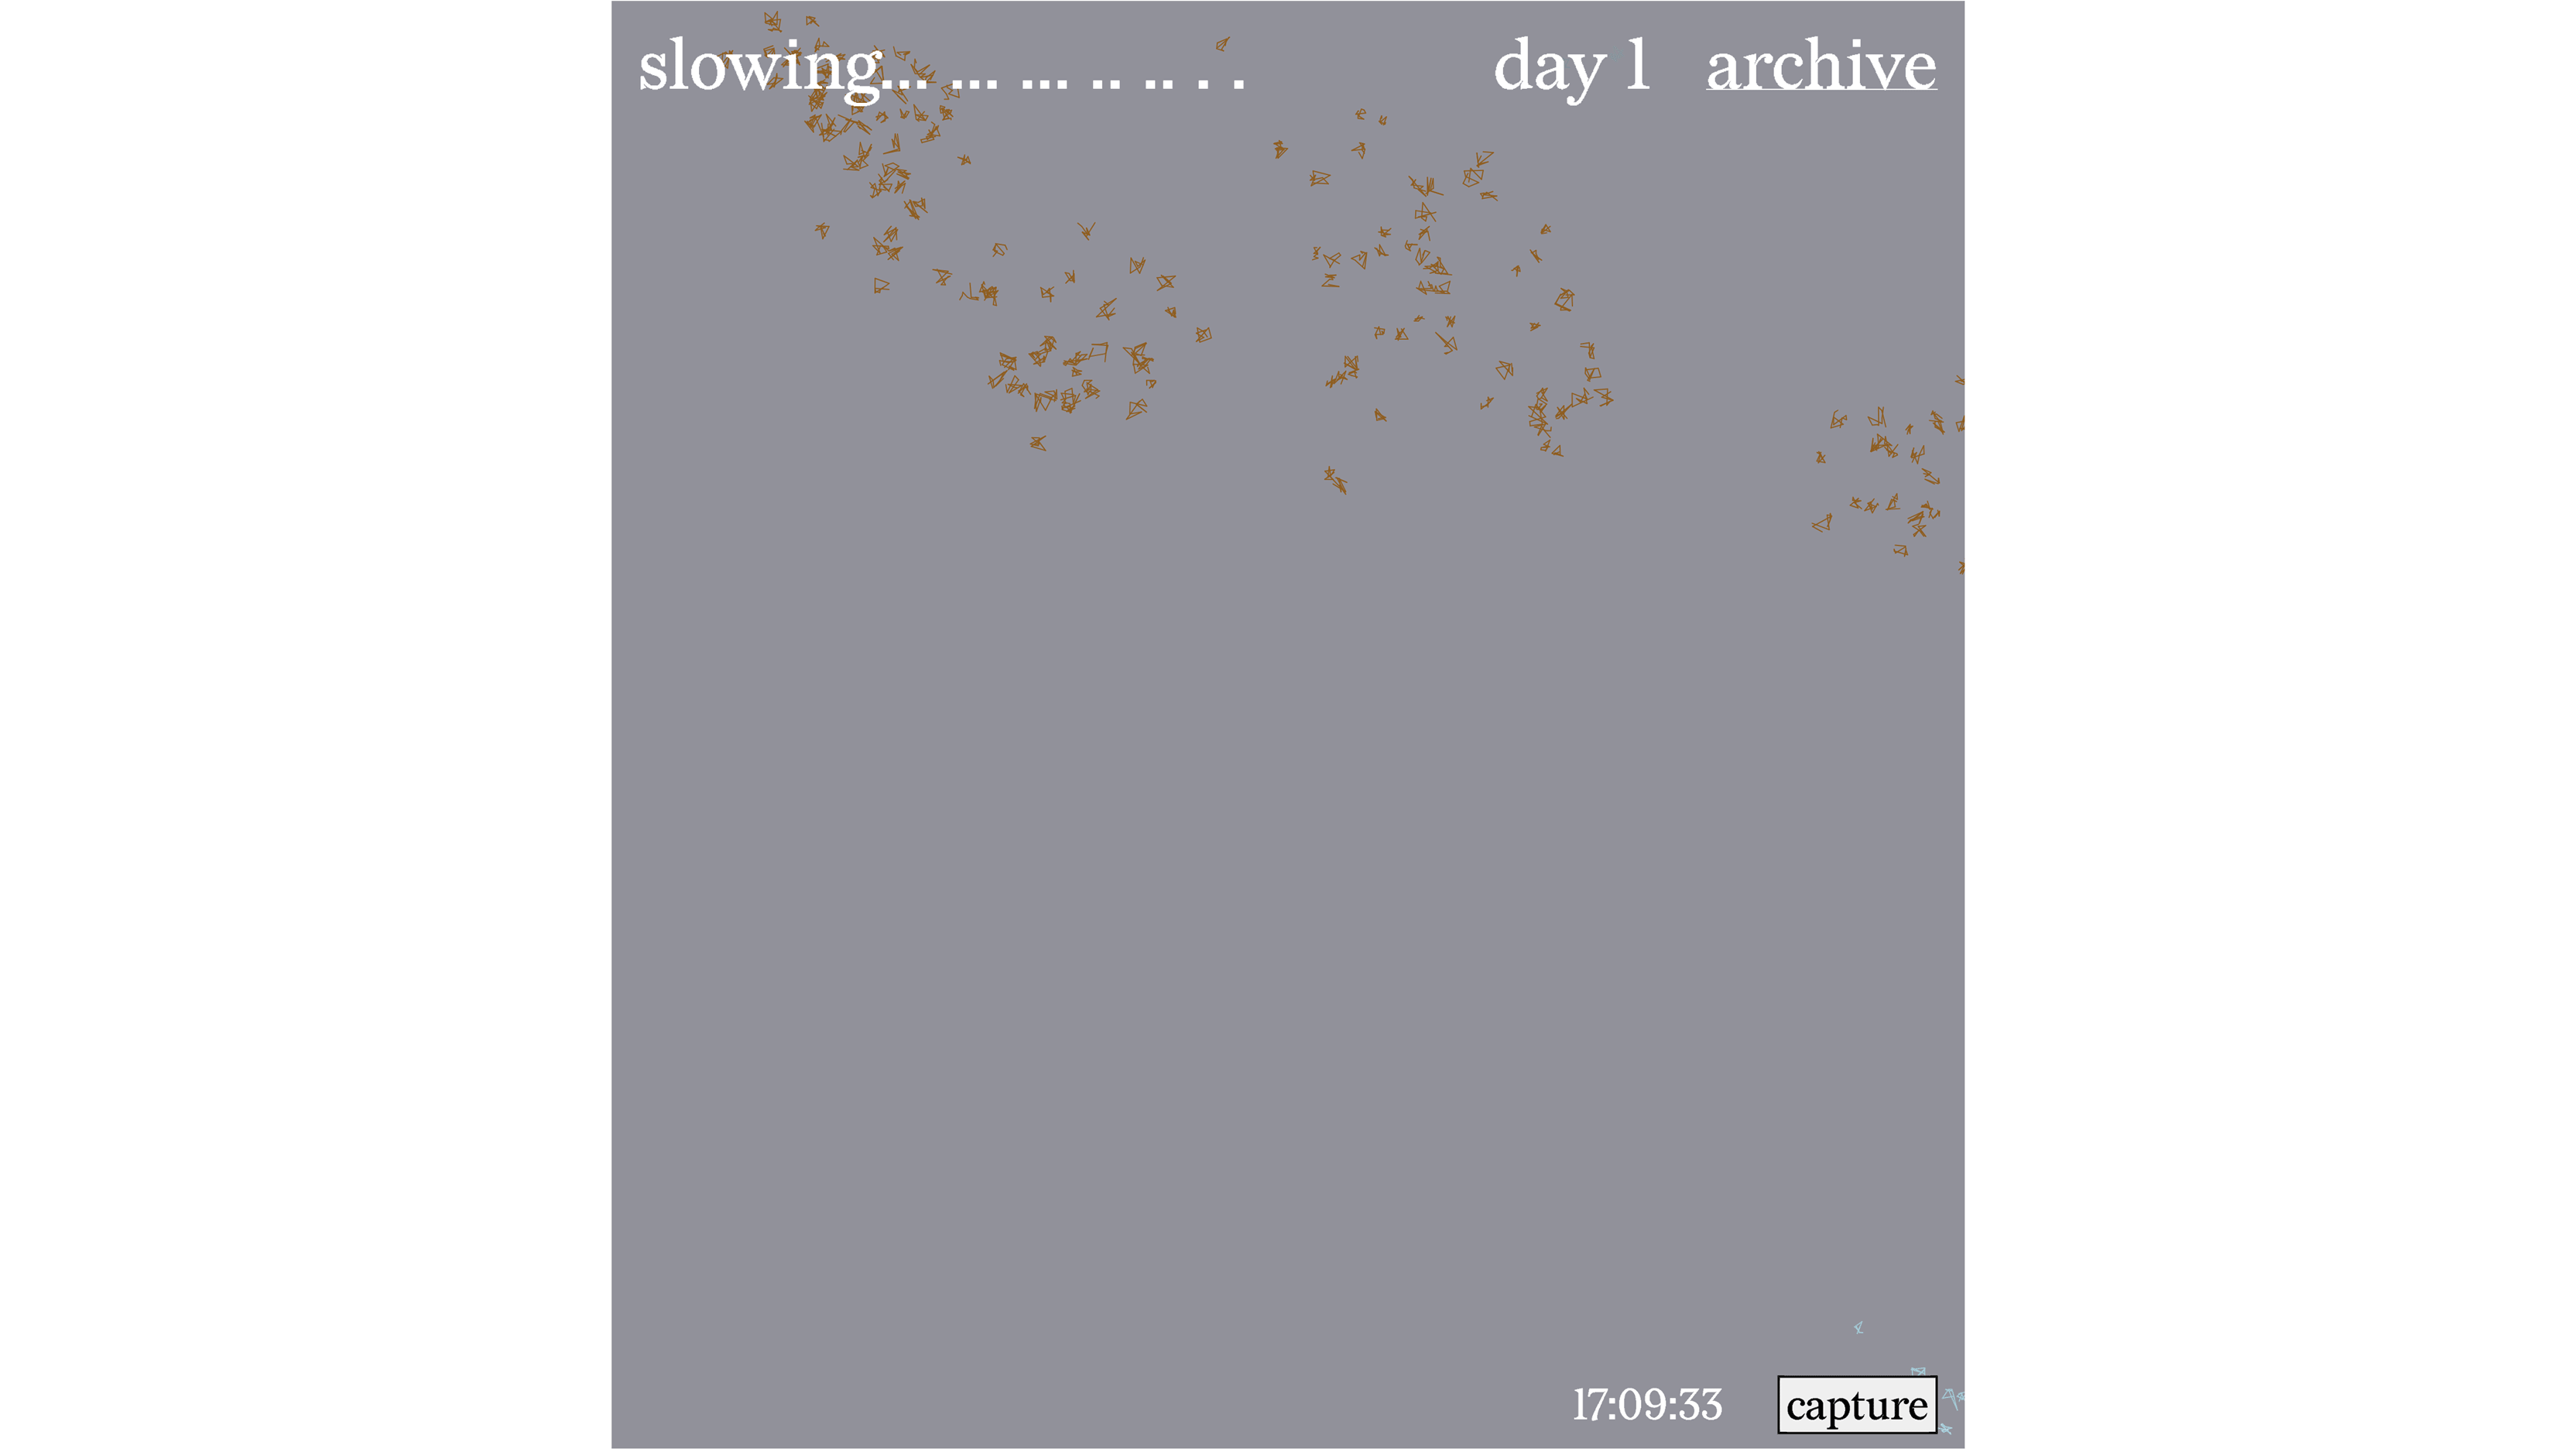 slowing... ... ... .. .. . . day 1 archive
17:09:33 capture